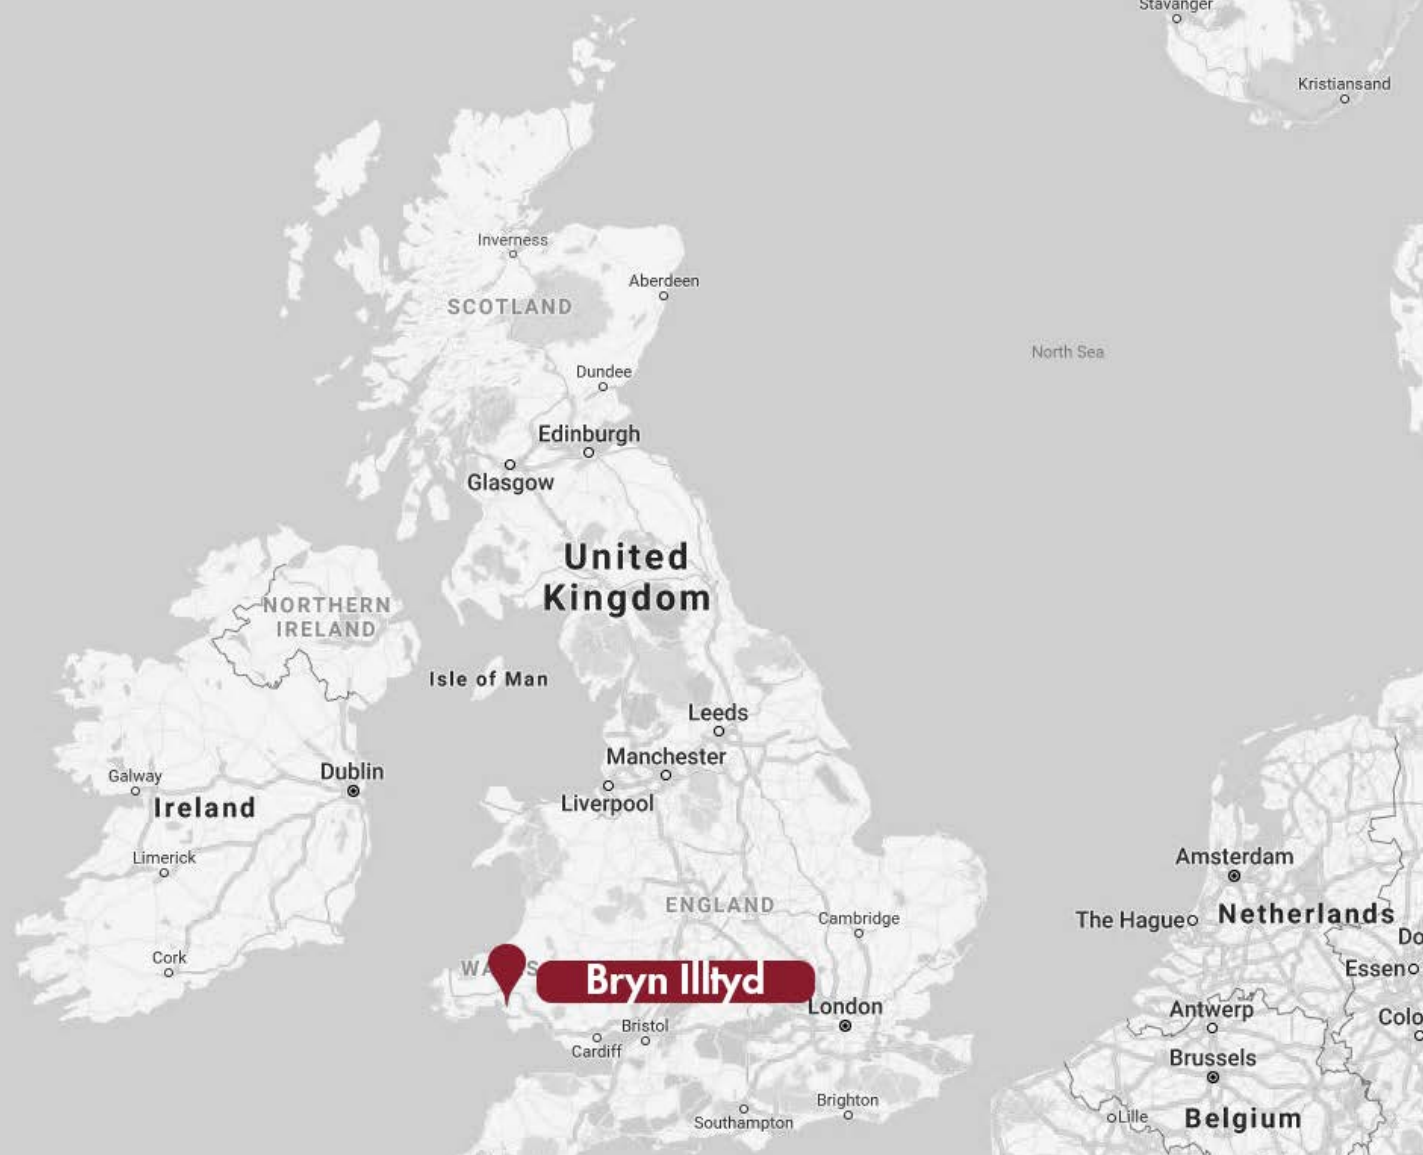 Stavanger
Kristiansand
Inverness
Aberdeen
SCOTLAND
North Sea
Dundee
Edinburgh
Glasgow
United
Kingdom
NORTHERN
IRELAND
Isle of Man
Leeds
Manchester
Dublin
Galway
Liverpool
Ireland
Limerick
Amsterdam
ENGLAND
Cambridge
The Hague
Netherlands
Do
Cork
Essen
Bryn Illtyd
London
Antwerp
Colo
Bristol
Cardiff
Brussels
Brighton
Lille
Belgium
Southampton